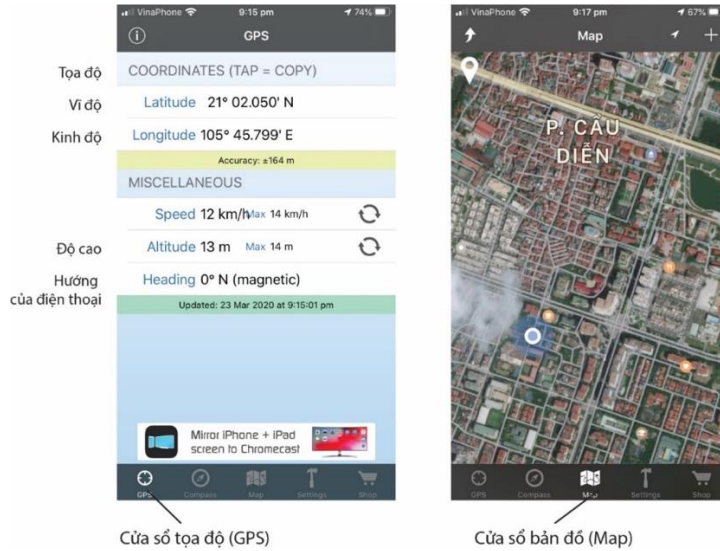 VinaPhone 9:15 pm 74%
GPS
Tọa độ COORDINATES (TAP = COPY)
Vĩ độ Latitude 21° 02.050' N
Kinh độ Longitude 105° 45.799' E
Accuracy: ±164 m
MISCELLANEOUS
Speed 12 km/h Max 14 km/h
Độ cao Altitude 13 m Max 14 m
Hướng
của điện thoại
Heading 0° N (magnetic)
Updated: 23 Mar 2020 at 9:15:01 pm
Mirror iPhone + iPad
screen to Chromecast
GPS Compass Map Settings Shop
Cửa sổ tọa độ (GPS)
VinaPhone 9:17 pm 67%
Map
P. CẦU
DIỄN
GPS Compass Map Settings Shop
Cửa sổ bản đồ (Map)